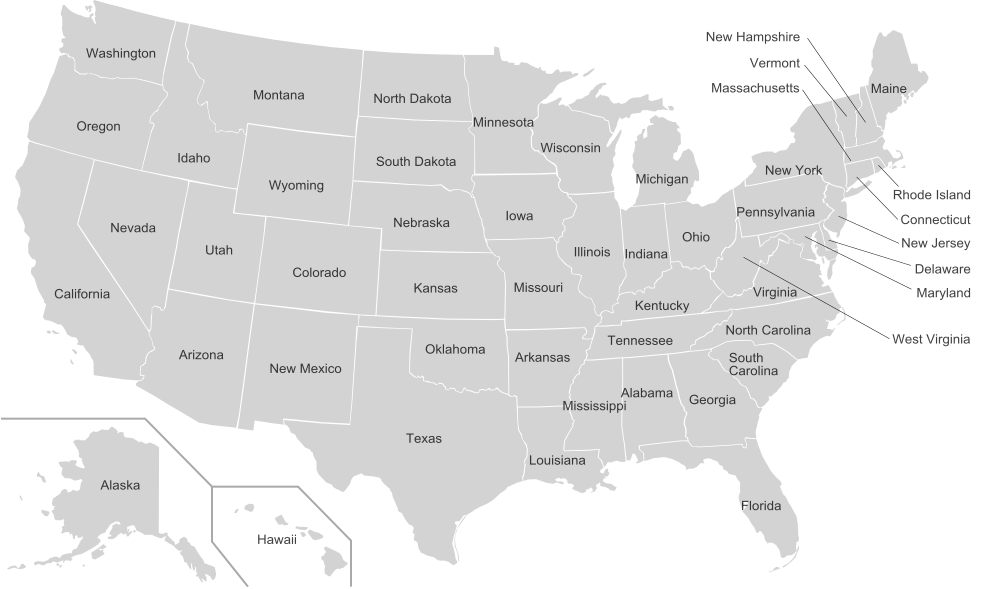 New Hampshire
Vermont
Massachusetts
Washington
Maine
Montana
North Dakota
Oregon
Minnesota
Wisconsin
Idaho
South Dakota
New York
Michigan
Wyoming
Rhode Island
Pennsylvania
Iowa
Nebraska
Connecticut
Nevada
Ohio
New Jersey
Utah
Illinois
Indiana
Colorado
Delaware
Kansas
Missouri
California
Virginia
Maryland
Kentucky
North Carolina
West Virginia
Tennessee
Oklahoma
Arizona
Arkansas
South
Carolina
New Mexico
Alabama
Georgia
Mississippi
Texas
Louisiana
Alaska
Florida
Hawaii